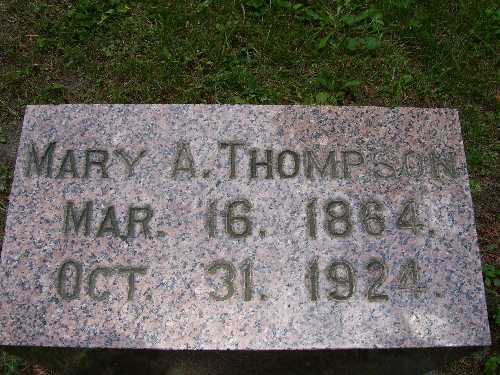 Mary A. Thompson
Mar. 16. 1864.
Oct. 31. 1924.